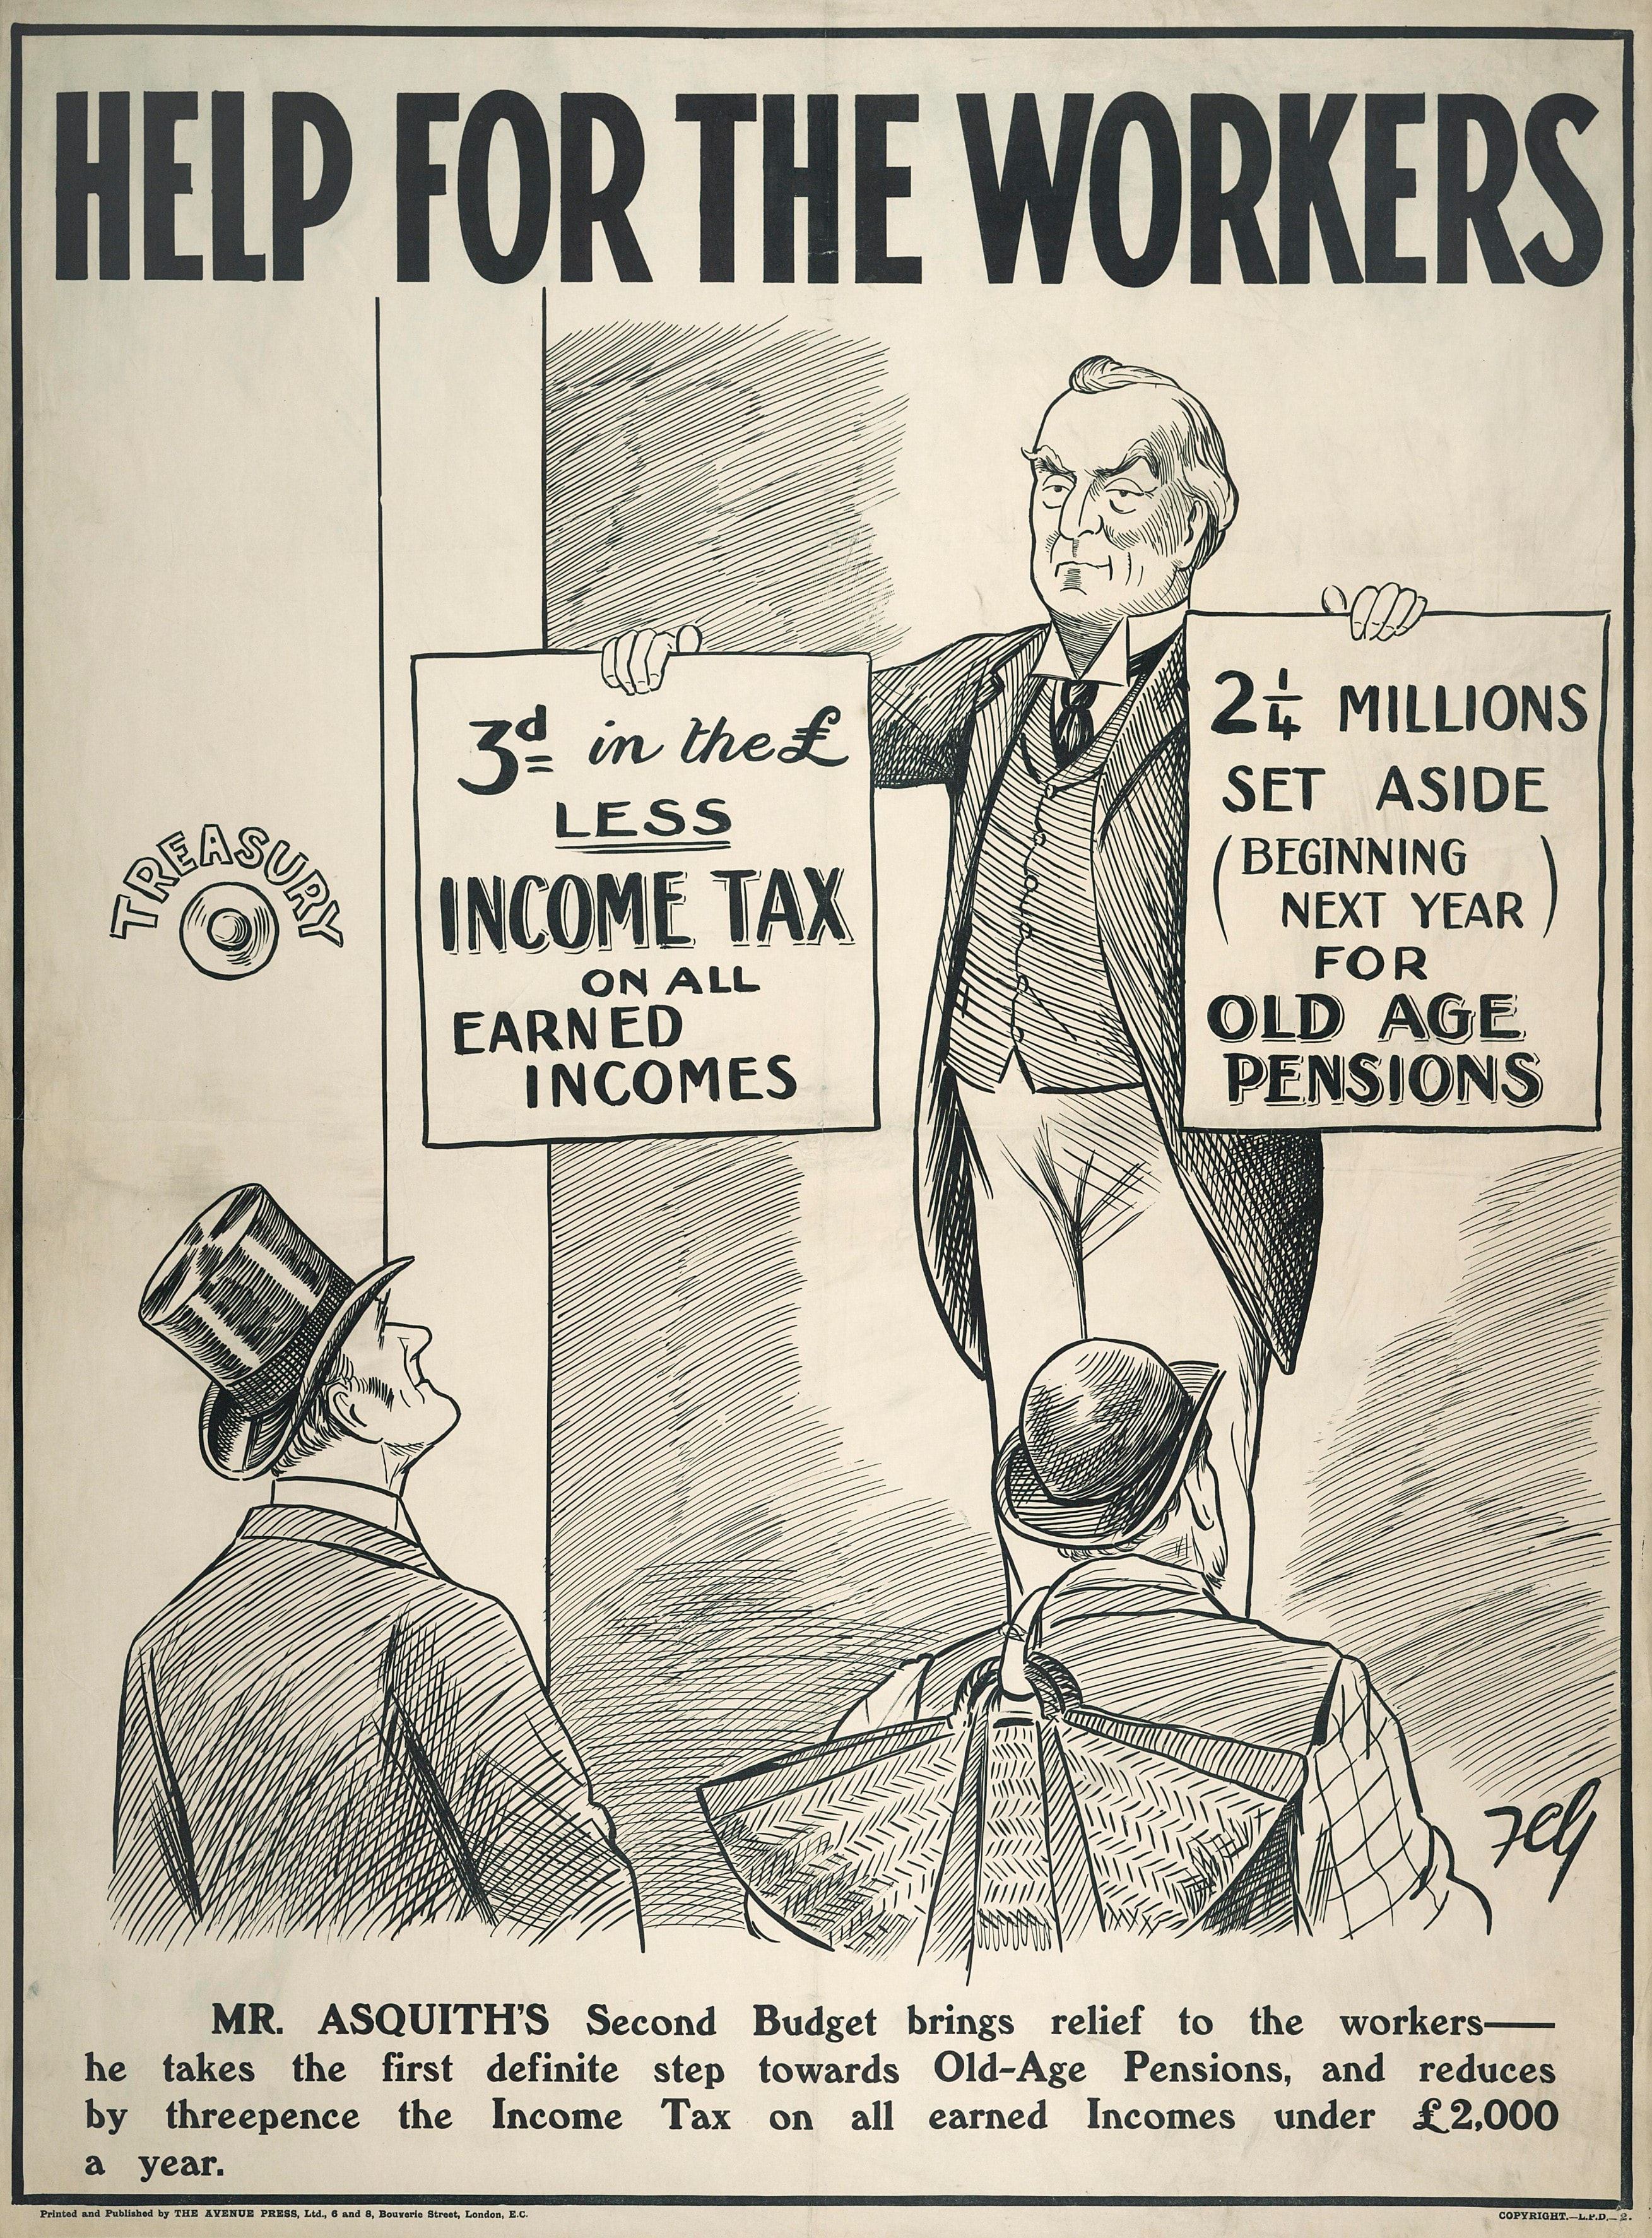 HELP FOR THE WORKERS
TREASURY
3d in the £
LESS
INCOME TAX
ON ALL
EARNED
INCOMES
2¼ MILLIONS
SET ASIDE
(BEGINNING
NEXT YEAR)
FOR
OLD AGE
PENSIONS
FCG
MR. ASQUITH'S Second Budget brings relief to the workers—
he takes the first definite step towards Old-Age Pensions, and reduces
by threepence the Income Tax on all earned Incomes under £2,000
a year.
Printed and Published by THE AVENUE PRESS, Ltd., 6 and 8, Bouverie Street, London, E.C.
COPYRIGHT.—L.P.D.—2.